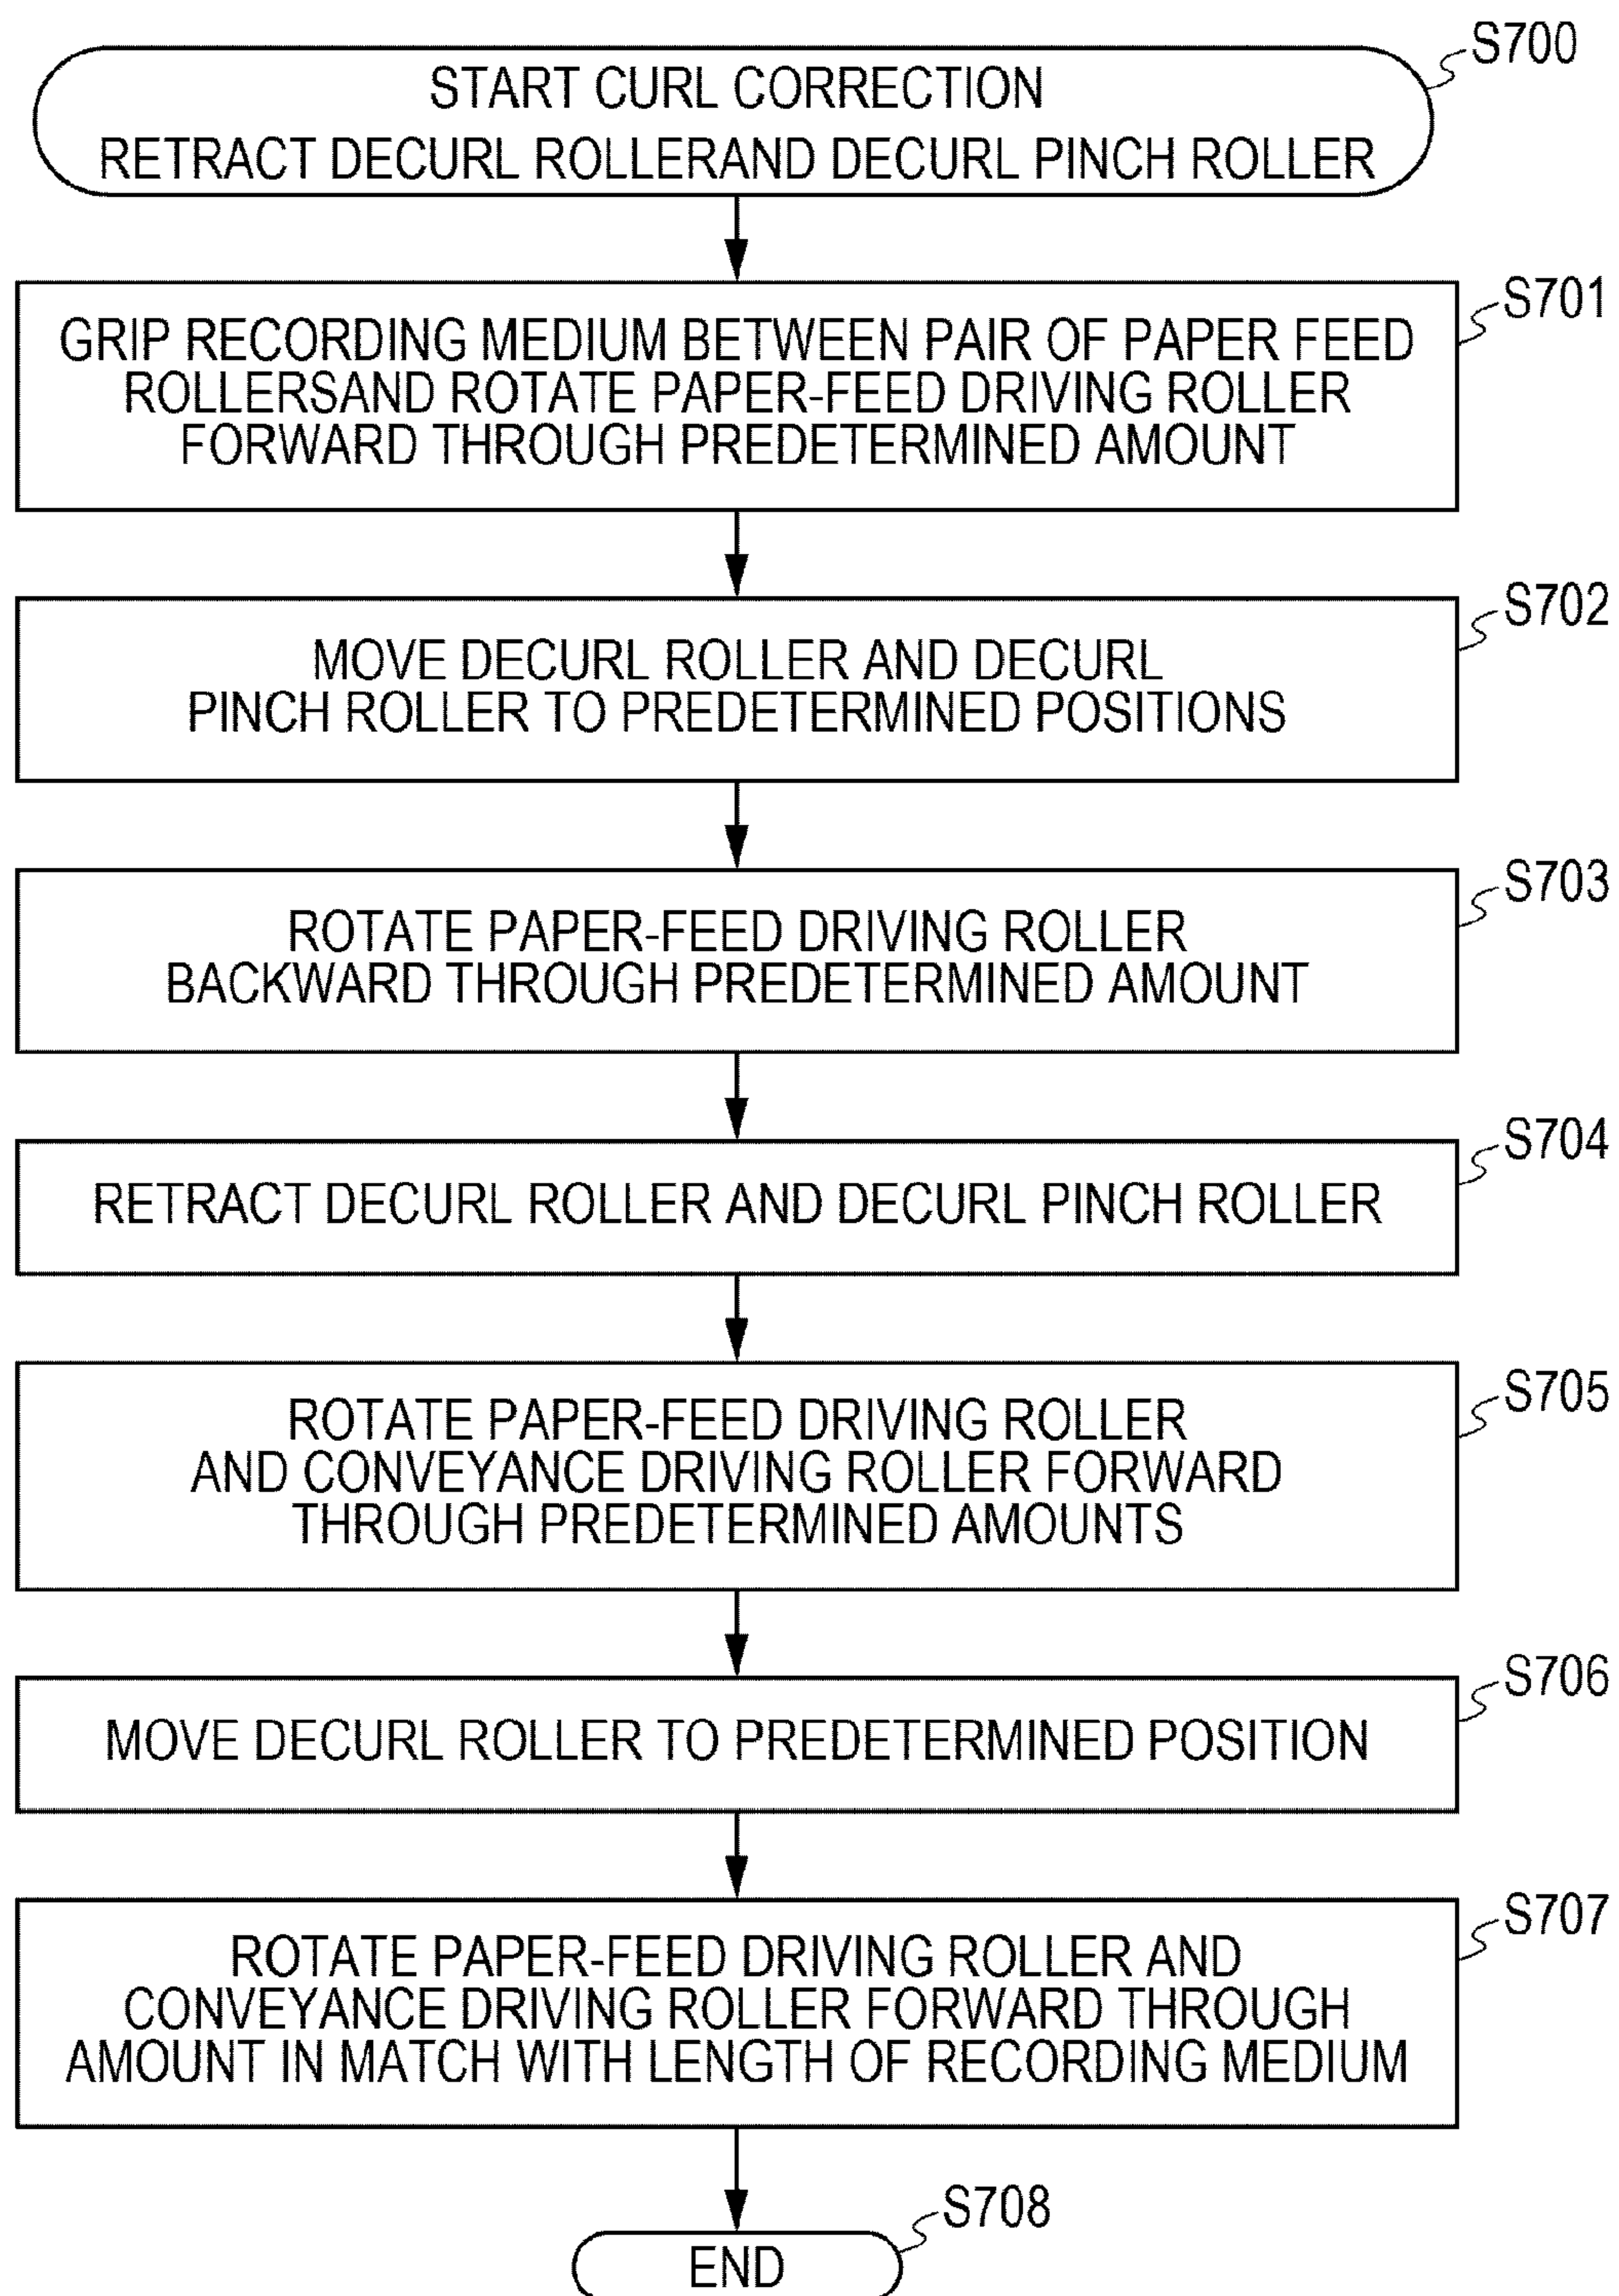 S700
START CURL CORRECTION
RETRACT DECURL ROLLERAND DECURL PINCH ROLLER
S701
GRIP RECORDING MEDIUM BETWEEN PAIR OF PAPER FEED
ROLLERSAND ROTATE PAPER-FEED DRIVING ROLLER
FORWARD THROUGH PREDETERMINED AMOUNT
S702
MOVE DECURL ROLLER AND DECURL
PINCH ROLLER TO PREDETERMINED POSITIONS
S703
ROTATE PAPER-FEED DRIVING ROLLER
BACKWARD THROUGH PREDETERMINED AMOUNT
S704
RETRACT DECURL ROLLER AND DECURL PINCH ROLLER
S705
ROTATE PAPER-FEED DRIVING ROLLER
AND CONVEYANCE DRIVING ROLLER FORWARD
THROUGH PREDETERMINED AMOUNTS
S706
MOVE DECURL ROLLER TO PREDETERMINED POSITION
S707
ROTATE PAPER-FEED DRIVING ROLLER AND
CONVEYANCE DRIVING ROLLER FORWARD THROUGH
AMOUNT IN MATCH WITH LENGTH OF RECORDING MEDIUM
S708
END